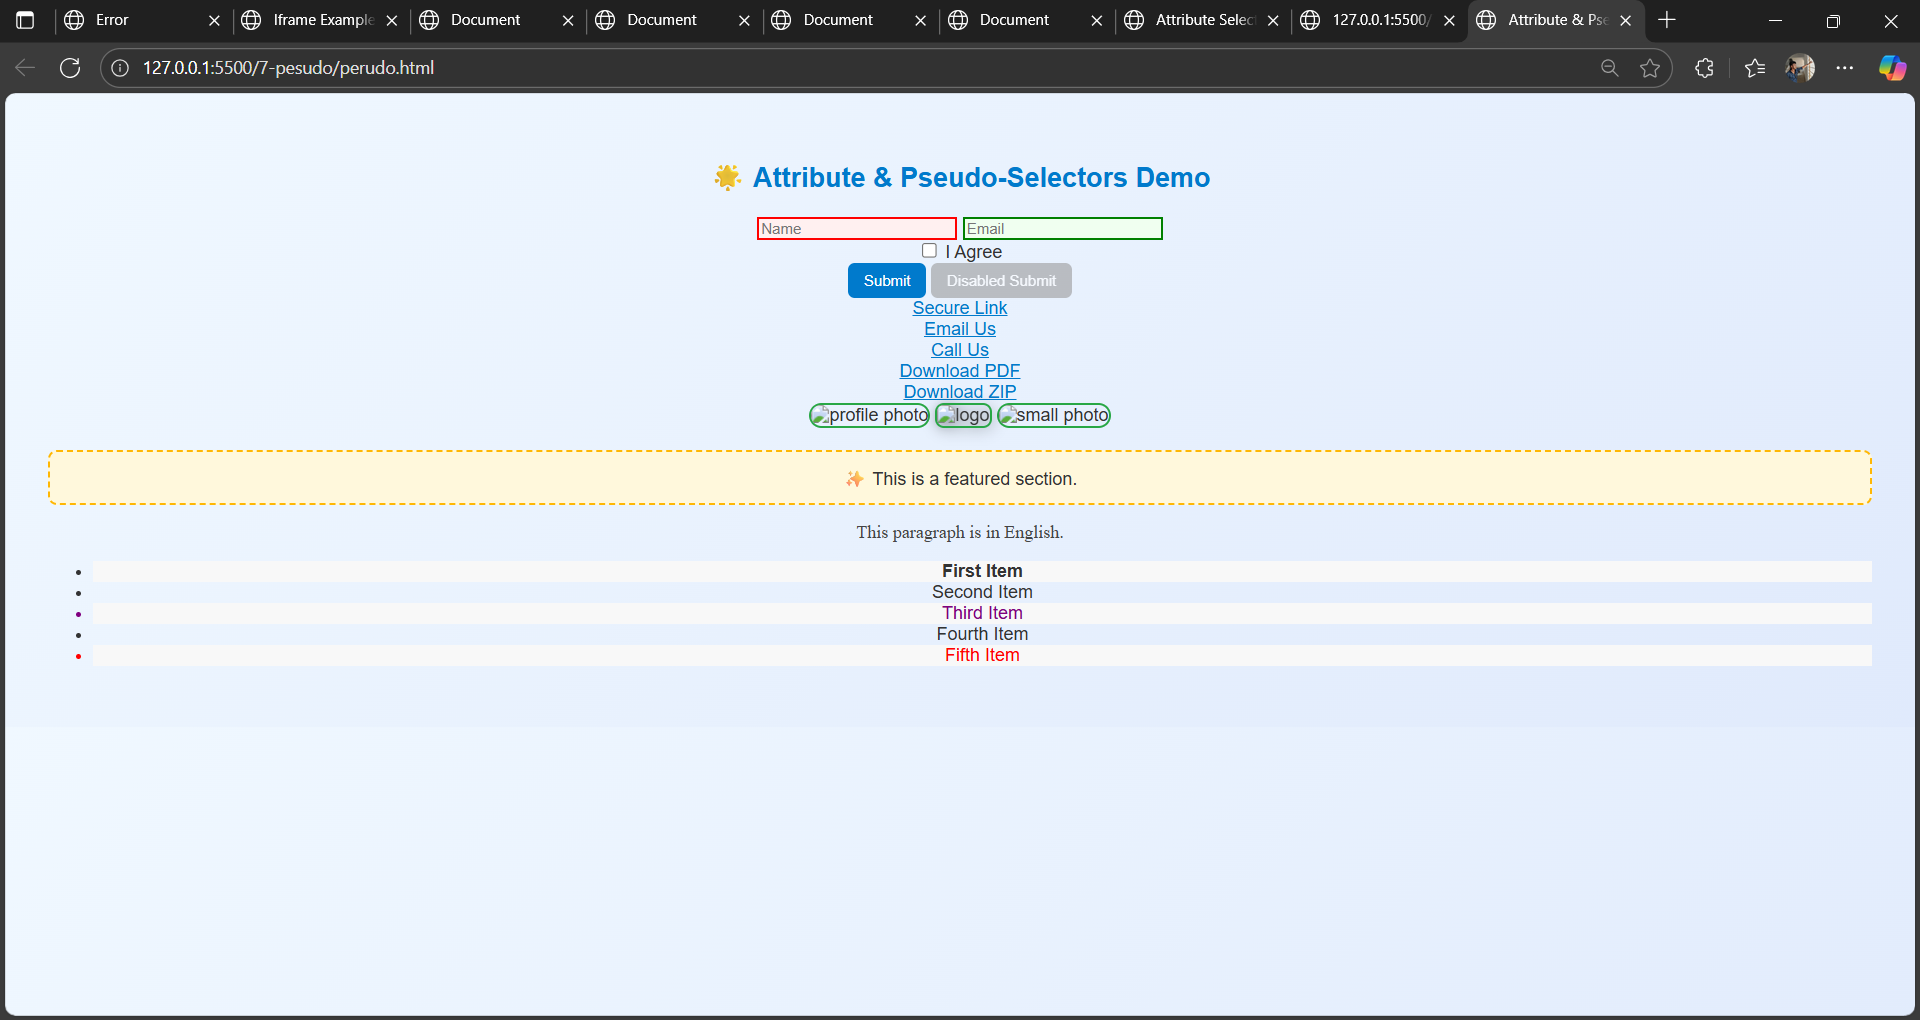 Error
Iframe Example
Document
Document
Document
Document
Attribute Selec
127.0.0.1:5500/
Attribute & Pse
127.0.0.1:5500/7-pesudo/perudo.html
🌟 Attribute & Pseudo-Selectors Demo
Name Email
I Agree
Submit Disabled Submit
Secure Link
Email Us
Call Us
Download PDF
Download ZIP
profile photo logo small photo
✨ This is a featured section.
This paragraph is in English.
• First Item
• Second Item
• Third Item
• Fourth Item
• Fifth Item